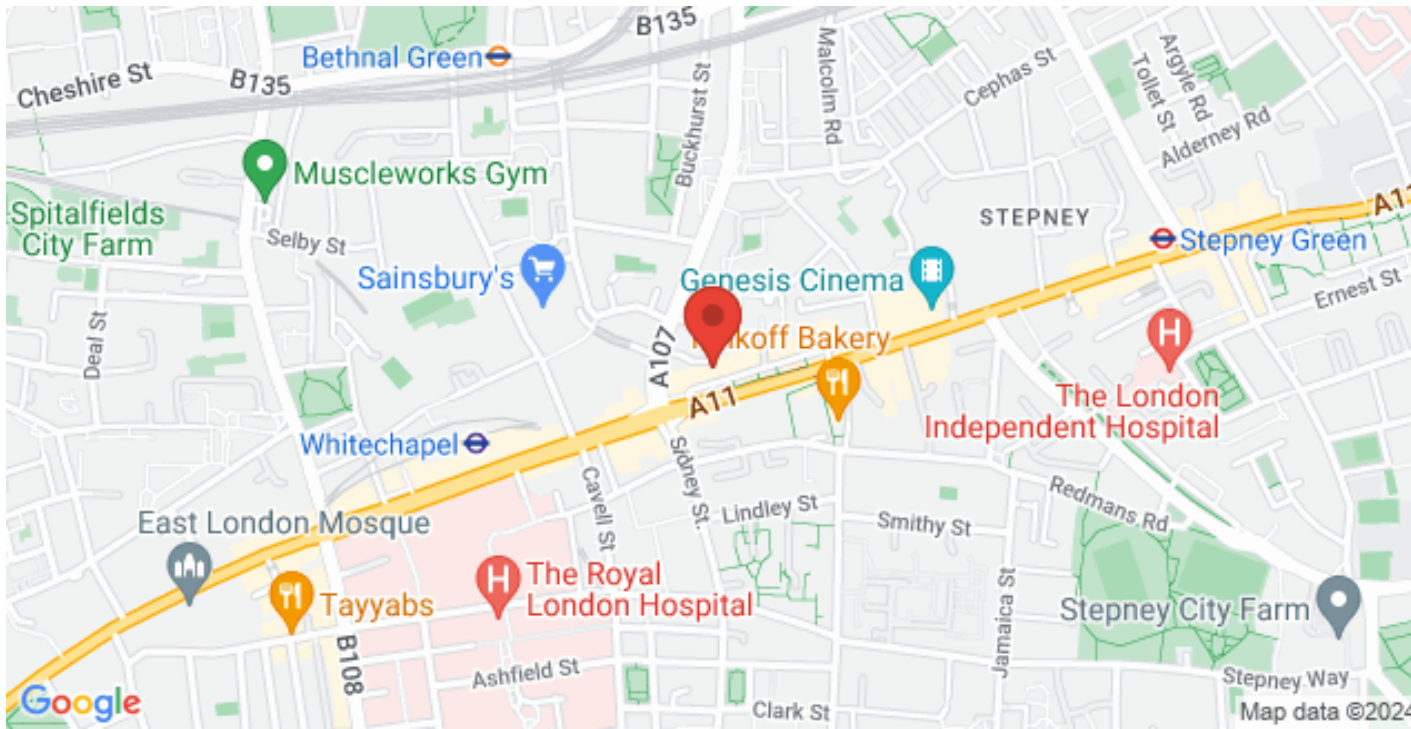 B135
Bethnal Green
Cheshire St
B135
Buckhurst St
Malcolm Rd
Cephas St
Argyle Rd
Tollet St
Alderney Rd
Muscleworks Gym
Spitalfields
City Farm
Selby St
STEPNEY
A11
Stepney Green
Sainsbury's
Genesis Cinema
Ernest St
Deal St
A107
koff Bakery
A11
The London
Independent Hospital
Whitechapel
Sidney St.
Cavell St
Lindley St
Smithy St
Redmans Rd
East London Mosque
The Royal
London Hospital
Tayyabs
Jamaica St
Stepney City Farm
B108
Ashfield St
Stepney Way
Clark St
Google
Map data ©2024